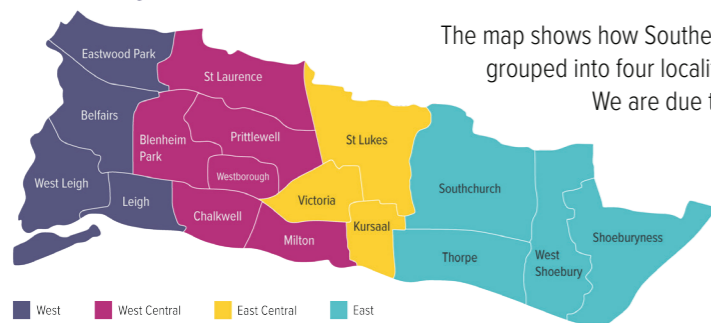 The map shows how Southe
grouped into four locali
We are due t
Eastwood Park
St Laurence
Belfairs
Blenheim
Park
Prittlewell
St Lukes
West Leigh
Westborough
Southchurch
Leigh
Victoria
Chalkwell
Kursaal
Shoeburyness
Milton
Thorpe
West
Shoebury
West
West Central
East Central
East